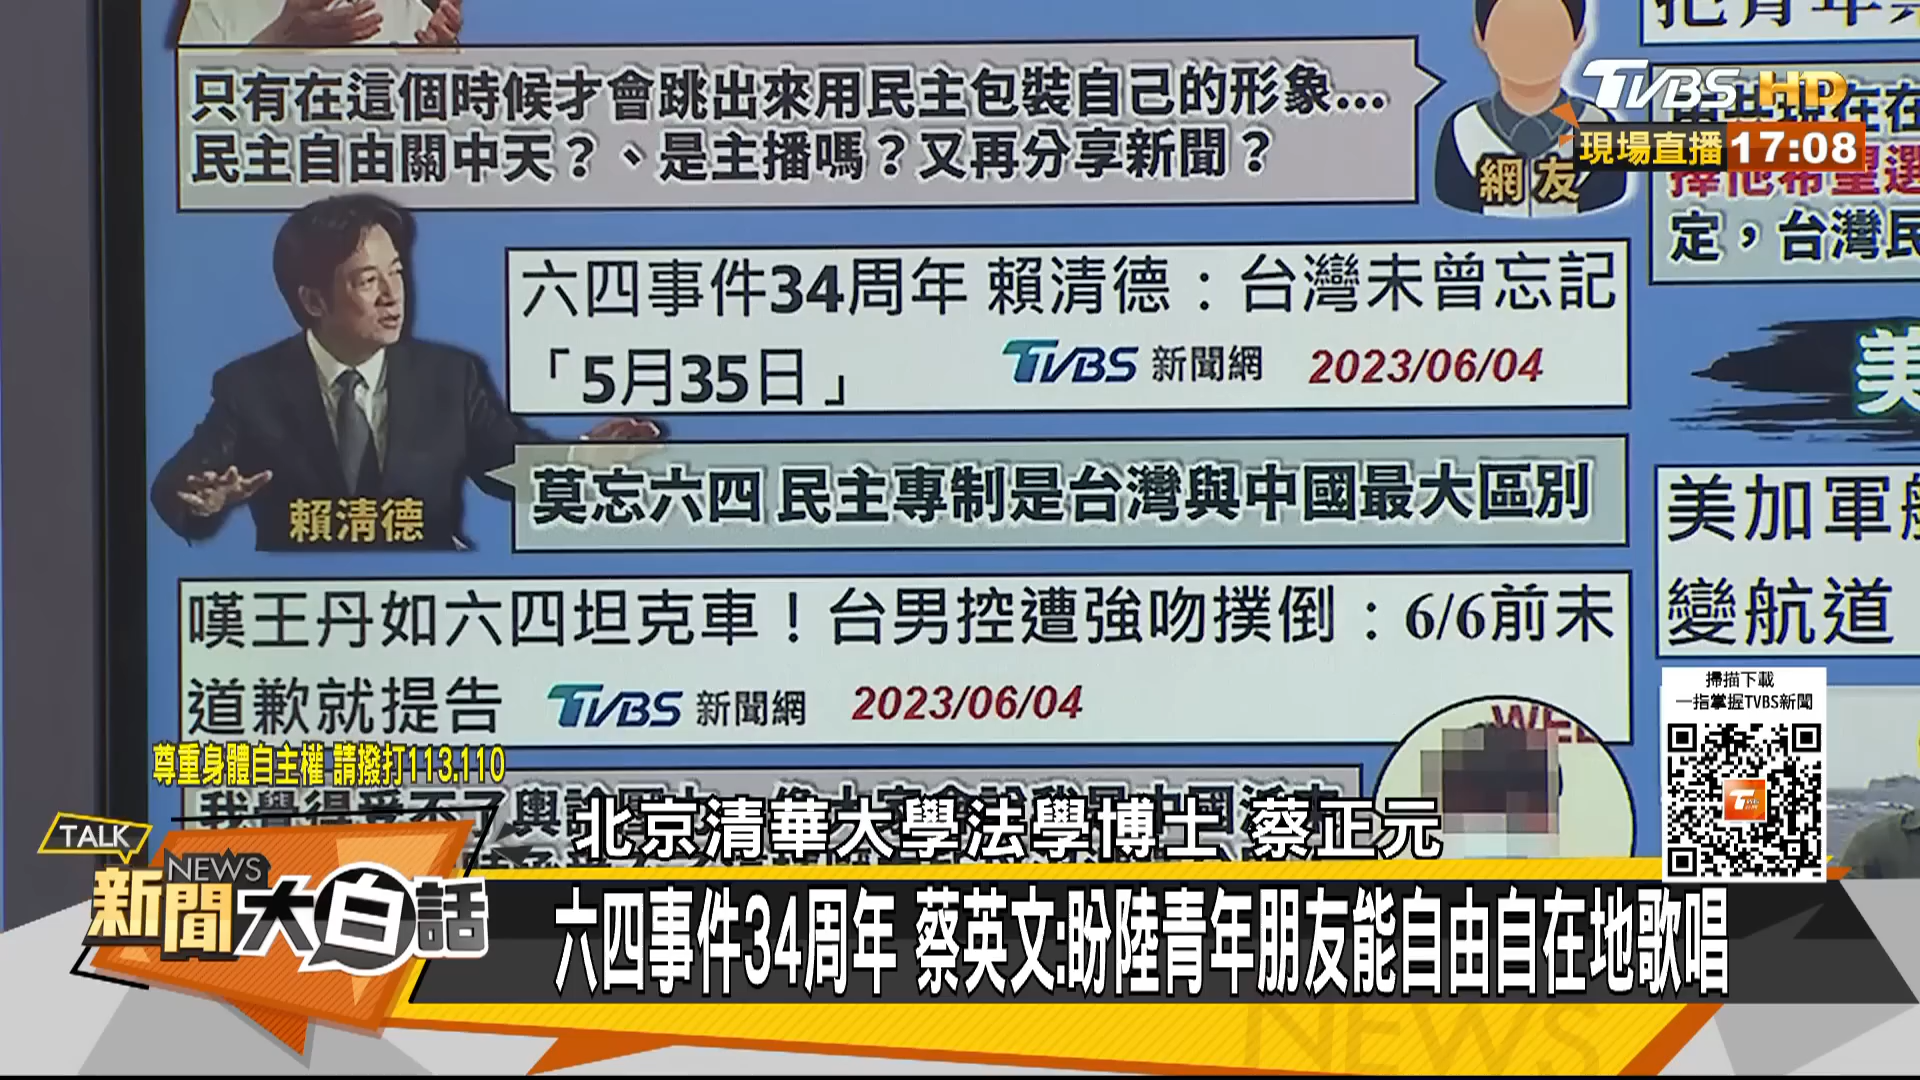 把青年
只有在這個時候才會跳出來用民主包裝自己的形象...
民主自由關中天？、是主播嗎？又再分享新聞？
網友
TVBS HD
現場直播 17:08
擇他希望選
定，台灣民
六四事件34周年 賴清德：台灣未曾忘記
「5月35日」 TVBS 新聞網 2023/06/04
莫忘六四 民主專制是台灣與中國最大區別
賴清德
美
美加軍
變航道
嘆王丹如六四坦克車！台男控遭強吻撲倒：6/6前未
道歉就提告 TVBS 新聞網 2023/06/04
掃描下載
一指掌握TVBS新聞
尊重身體自主權 請撥打113.110
北京清華大學法學博士 蔡正元
TALK
NEWS
新聞大白話
六四事件34周年 蔡英文:盼陸青年朋友能自由自在地歌唱
NEWS